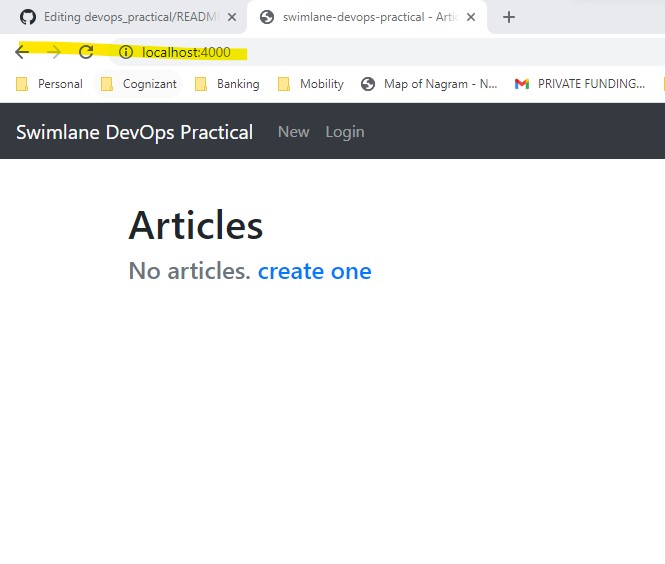 Editing devops_practical/READM
swimlane-devops-practical - Artic
localhost:4000
Personal Cognizant Banking Mobility Map of Nagram - N... PRIVATE FUNDING...
Swimlane DevOps Practical New Login
Articles
No articles. create one